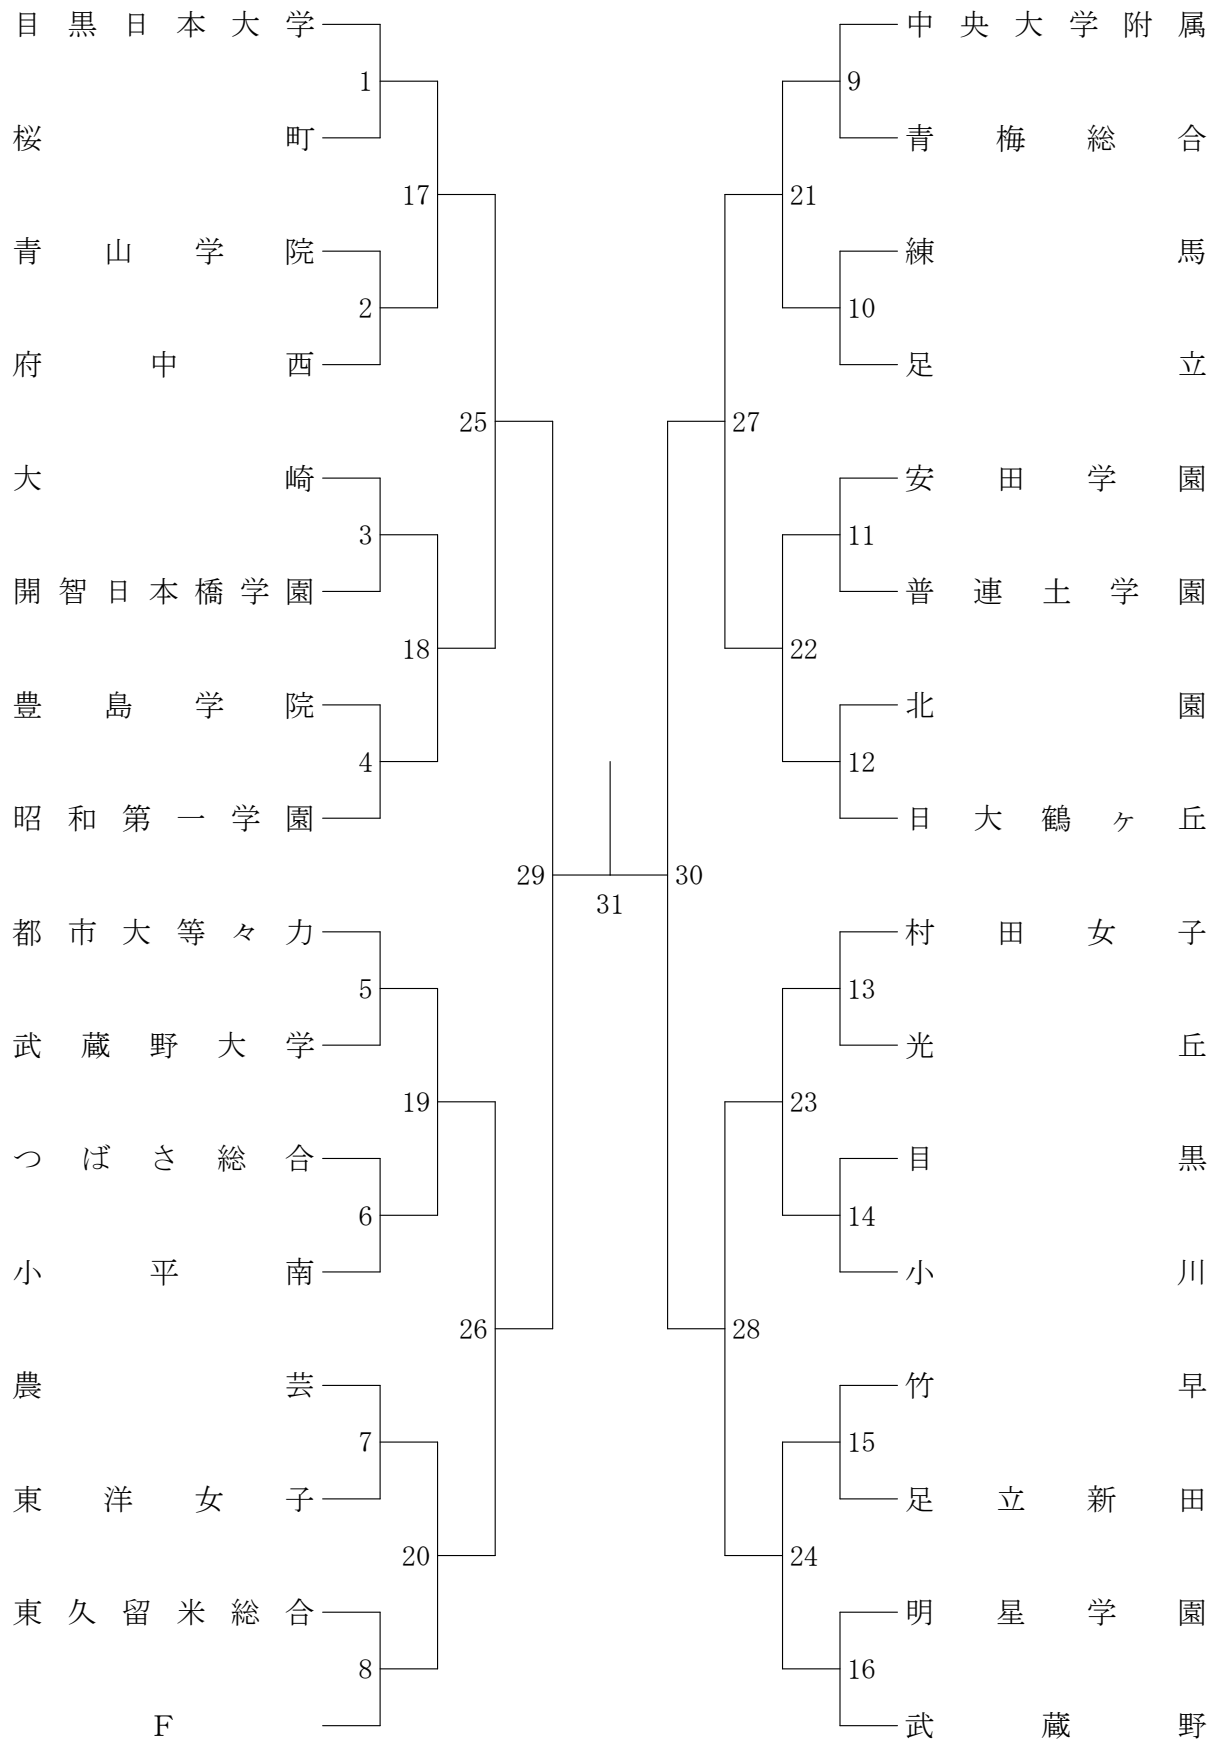 目黒日本大学
1
桜町
17
青山学院
2
府中西
25
大崎
3
開智日本橋学園
18
豊島学院
4
昭和第一学園
29
都市大等々力
5
武蔵野大学
19
つばさ総合
6
小平南
26
農芸
7
東洋女子
20
東久留米総合
8
F
31
中央大学附属
9
青梅総合
21
練馬
10
足立
27
安田学園
11
普連土学園
22
北園
12
日大鶴ヶ丘
30
村田女子
13
光丘
23
目黒
14
小川
28
竹早
15
足立新田
24
明星学園
16
武蔵野